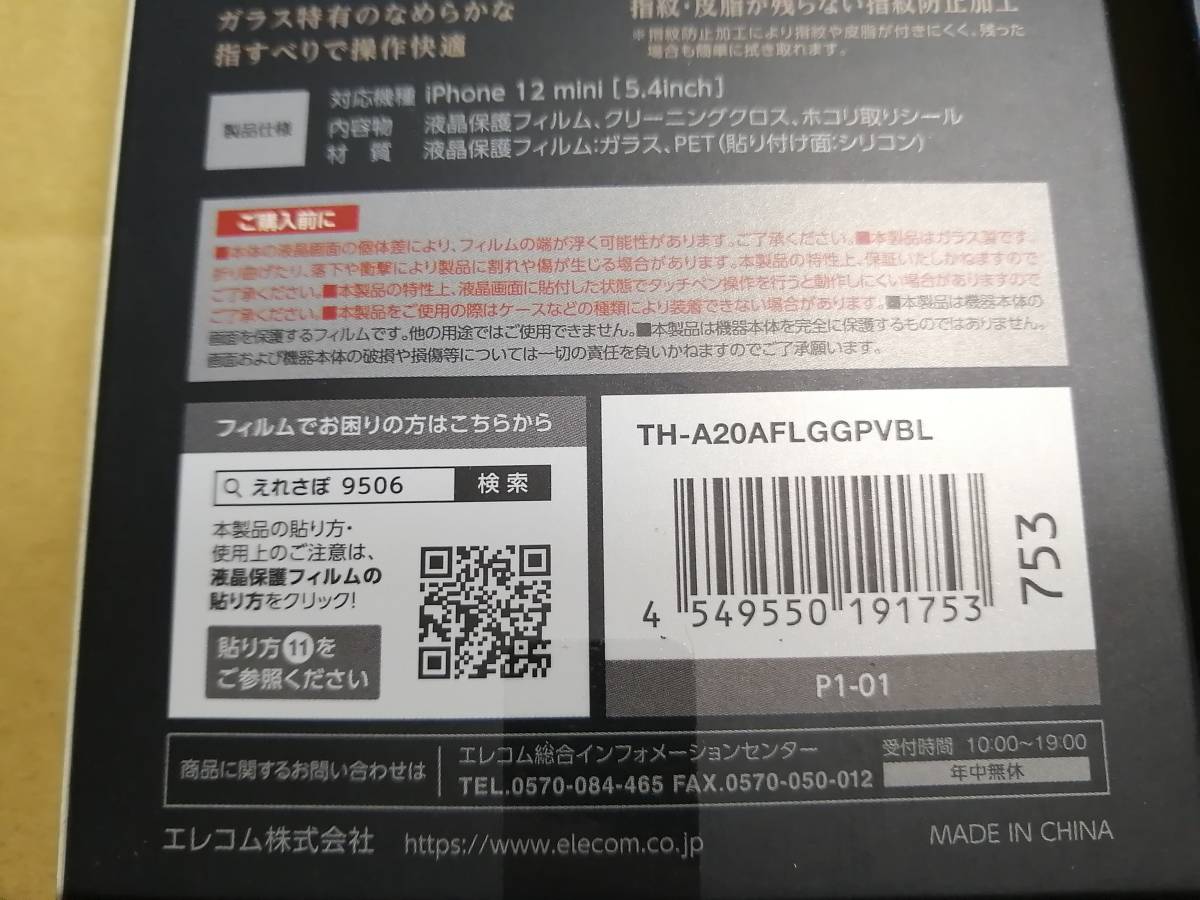 ガラス特有のなめらかな
指すべりで操作快適
指紋・皮脂が残らない指紋防止加工
※指紋防止加工により指紋や皮脂が付きにくく、残った
場合も簡単に拭き取れます。
製品仕様
対応機種 iPhone 12 mini [5.4inch]
内容物 液晶保護フィルム、クリーニングクロス、ホコリ取りシール
材 質 液晶保護フィルム:ガラス、PET(貼り付け面:シリコン)
ご購入前に
■本体の液晶画面の個体差により、フィルムの端が浮く可能性があります。ご了承ください。■本製品はガラス製です。
折り曲げたり、落下や衝撃により製品に割れや傷が生じる場合があります。本製品の特性上、保証いたしかねますので
ご了承ください。■本製品の特性上、液晶画面に貼付した状態でタッチペン操作を行うと動作しにくい場合がありますので
ご了承ください。■本製品をご使用の際はケースなどの種類により装着できない場合があります。■本製品は機器本体の
画面を保護するフィルムです。他の用途ではご使用できません。■本製品は機器本体を完全に保護するものではありません。
画面および機器本体の破損や損傷等については一切の責任を負いかねますのでご了承願います。
フィルムでお困りの方はこちらから
えれさぽ 9506 検索
本製品の貼り方・
使用上のご注意は、
液晶保護フィルムの
貼り方をクリック!
貼り方⑪を
ご参照ください
TH-A20AFLGGPVBL
4 549550 191753
753
P1-01
商品に関するお問い合わせは
エレコム総合インフォメーションセンター
TEL.0570-084-465 FAX.0570-050-012
受付時間 10:00~19:00
年中無休
エレコム株式会社 https://www.elecom.co.jp
MADE IN CHINA